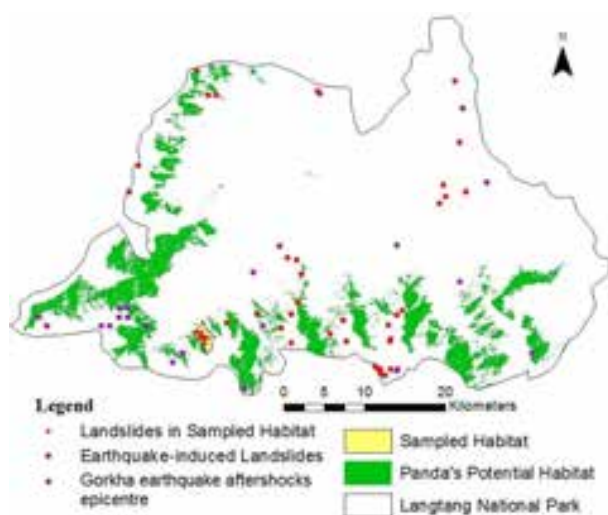 N
0 5 10 20
Kilometers
Legend
Landslides in Sampled Habitat
Earthquake-induced Landslides
Gorkha earthquake aftershocks
epicentre
Sampled Habitat
Panda's Potential Habitat
Langtang National Park